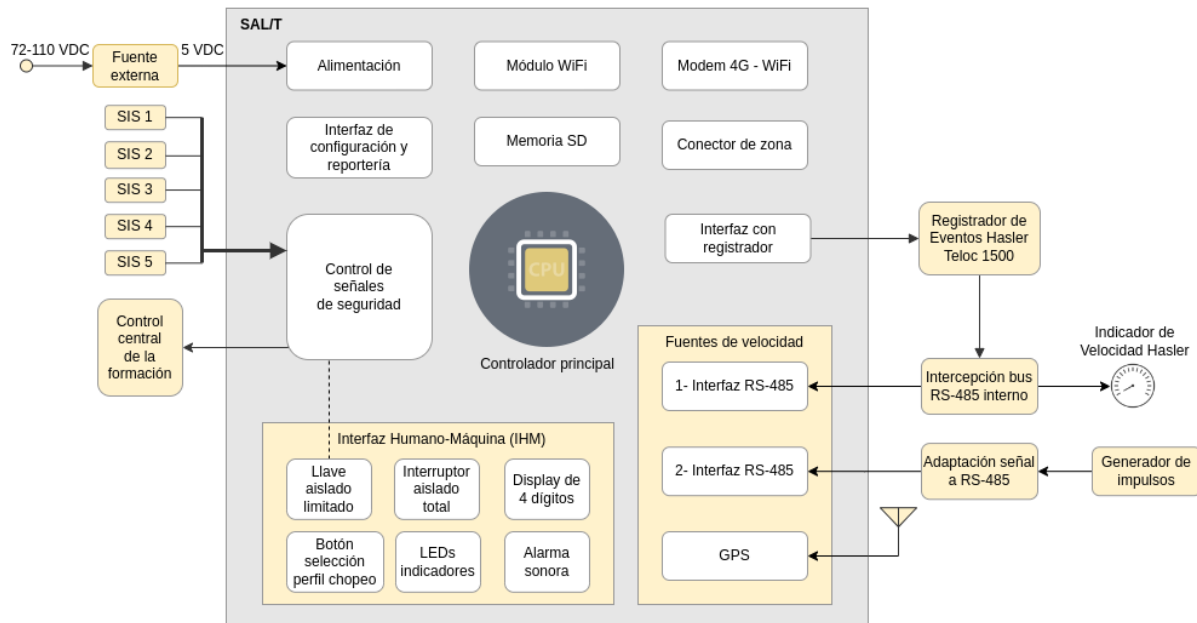 SAL/T
72-110 VDC
Fuente
externa
5 VDC
Alimentación
Módulo WiFi
Modem 4G - WiFi
SIS 1
SIS 2
SIS 3
SIS 4
SIS 5
Interfaz de
configuración y
reportería
Memoria SD
Conector de zona
Control de
señales
de seguridad
CPU
Controlador principal
Interfaz con
registrador
Registrador de
Eventos Hasler
Teloc 1500
Control
central
de la
formación
Fuentes de velocidad
1- Interfaz RS-485
2- Interfaz RS-485
GPS
Intercepción bus
RS-485 interno
Indicador de
Velocidad Hasler
Adaptación señal
a RS-485
Generador de
impulsos
Interfaz Humano-Máquina (IHM)
Llave
aislado
limitado
Interruptor
aislado
total
Display de
4 dígitos
Botón
selección
perfil chopeo
LEDs
indicadores
Alarma
sonora